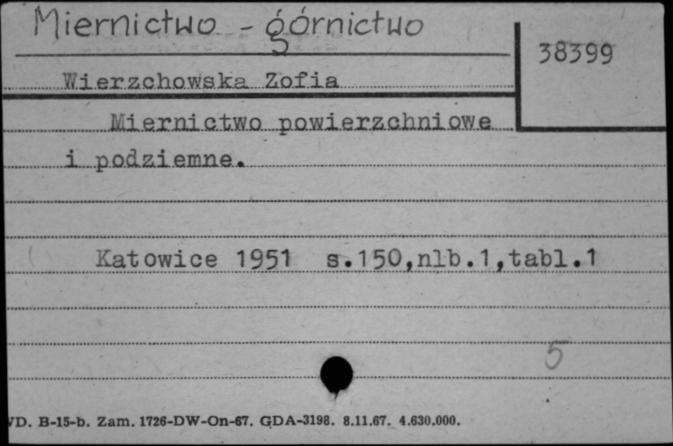 Miernictwo - górnictwo
38399
Wierzchowska Zofia
Miernictwo powierzchniowe
i podziemne.
Katowice 1951 s.150,nlb.1,tabl.1
5
VD. B-15-b. Zam. 1726-DW-On-67. GDA-3198. 8.11.67. 4.630.000.